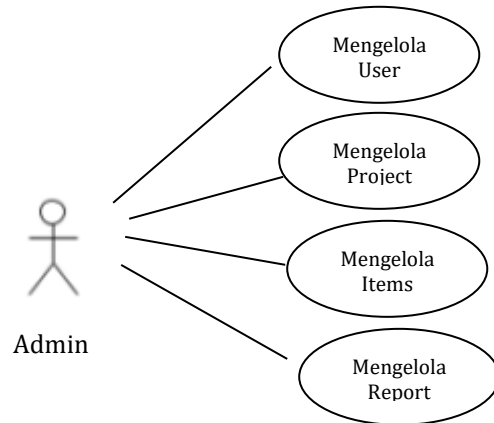 Mengelola
User
Mengelola
Project
Mengelola
Items
Mengelola
Report
Admin